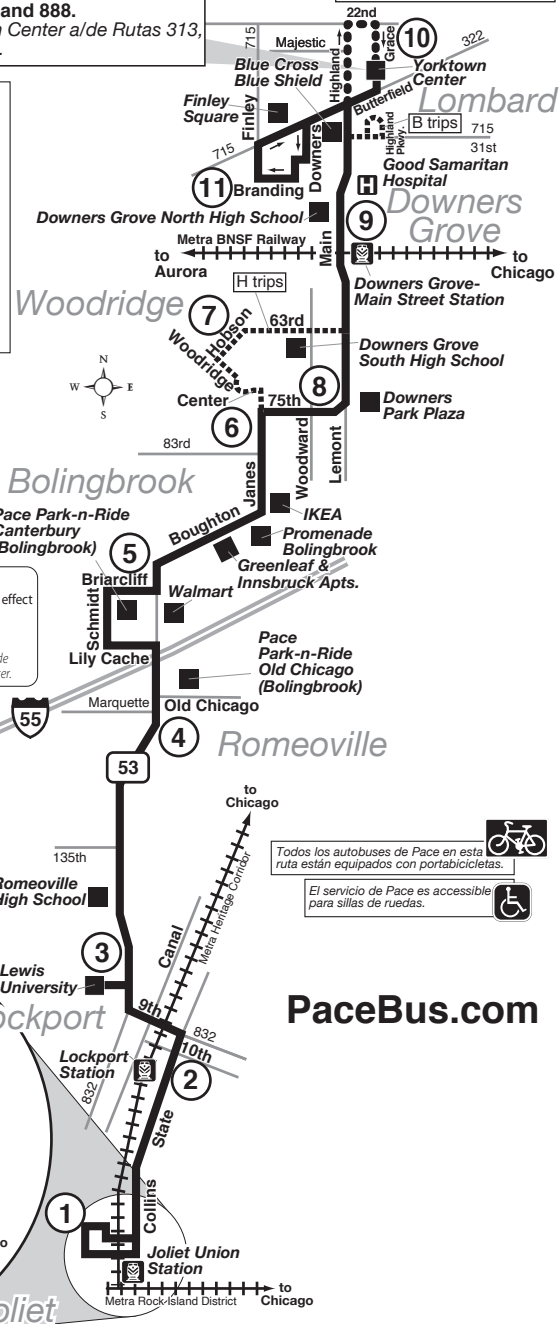 and 888.
Center a/de Rutas 313,
22nd
Majestic
715
Highland
Grace
10
322
Blue Cross
Blue Shield
Yorktown
Center
Butterfield
Lombard
Finley
Square
Finley
Downers
B trips
Highland
Pkwy.
715
31st
715
Good Samaritan
Hospital
H
11
Branding
Downers
Grove
Downers Grove North High School
9
Main
Metra BNSF Railway
to
Aurora
to
Chicago
Downers Grove-
Main Street Station
Woodridge
H trips
7
Hobson
63rd
Woodridge
Downers Grove
South High School
N
W
E
S
Center
8
75th
Downers
Park Plaza
6
83rd
Woodward
Lemont
Janes
Bolingbrook
Pace Park-n-Ride
Canterbury
(Bolingbrook)
Boughton
IKEA
Promenade
Bolingbrook
5
Greenleaf &
Innsbruck Apts.
Briarcliff
effect
Walmart
Schmidt
de
ter.
Lily Cache
Pace
Park-n-Ride
Old Chicago
(Bolingbrook)
Marquette
Old Chicago
55
4
Romeoville
53
to
Chicago
Todos los autobuses de Pace en esta
ruta están equipados con portabicicletas.
135th
El servicio de Pace es accessible
para sillas de ruedas.
Romeoville
High School
Metra Heritage Corridor
Canal
3
Lewis
University
ockport
9th
PaceBus.com
832
10th
Lockport
Station
832
2
State
1
Collins
o
Joliet Union
Station
to
Chicago
Metra Rock Island District
oliet